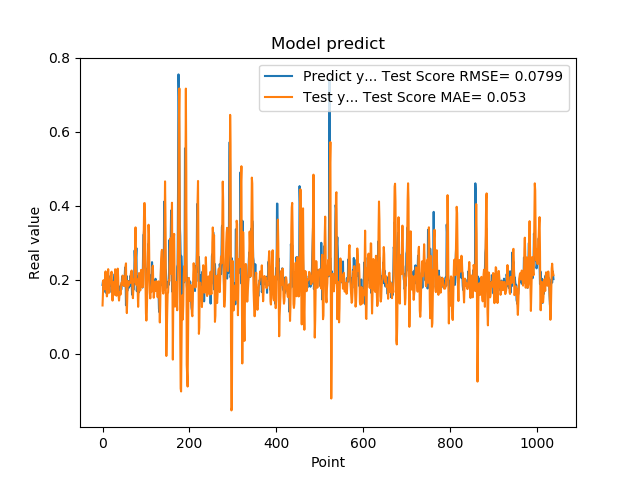 Model predict
Predict y... Test Score RMSE= 0.0799
Test y... Test Score MAE= 0.053
Real value
0.8
0.6
0.4
0.2
0.0
0 200 400 600 800 1000
Point